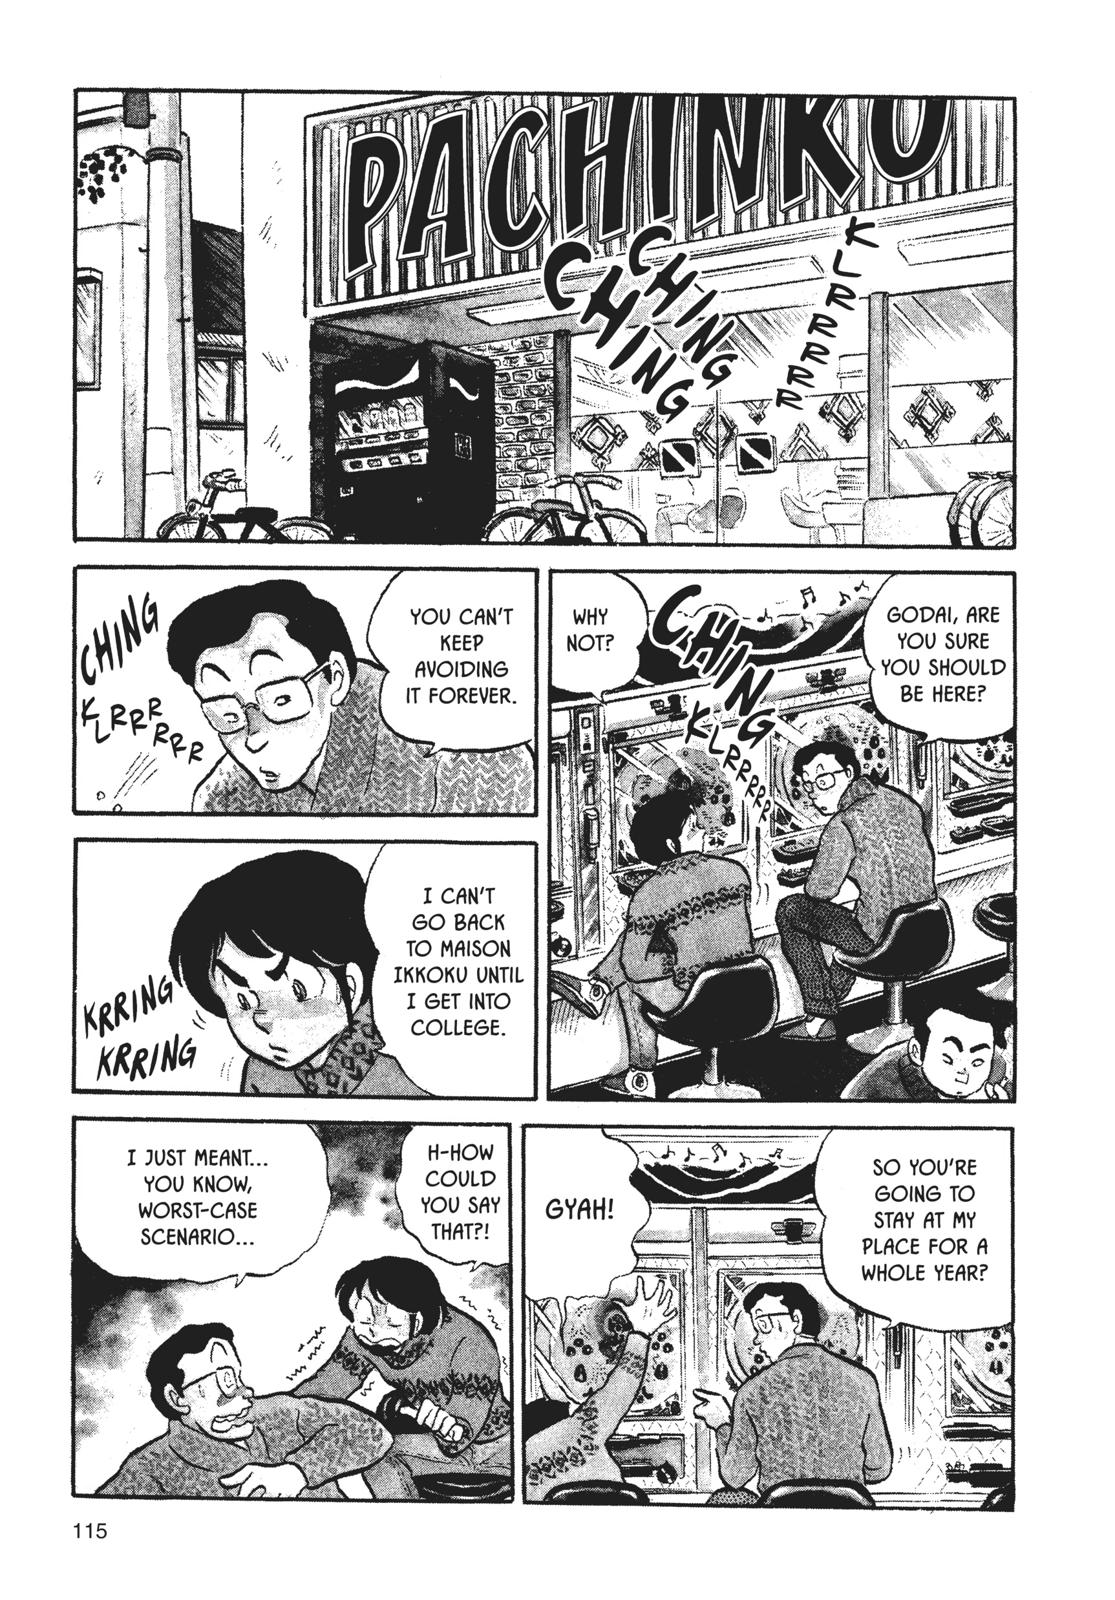 PACHINKO
KLRRRRR
CHING
CHING
GODAI, ARE
YOU SURE
YOU SHOULD
BE HERE?
WHY
NOT?
CHING
KLRRRRRR
YOU CAN'T
KEEP
AVOIDING
IT FOREVER.
CHING
KLRRRRRR
I CAN'T
GO BACK
TO MAISON
IKKOKU UNTIL
I GET INTO
COLLEGE.
KRRING
KRRING
SO YOU'RE
GOING TO
STAY AT MY
PLACE FOR A
WHOLE YEAR?
GYAH!
H-HOW
COULD
YOU SAY
THAT?!
I JUST MEANT...
YOU KNOW,
WORST-CASE
SCENARIO...
115